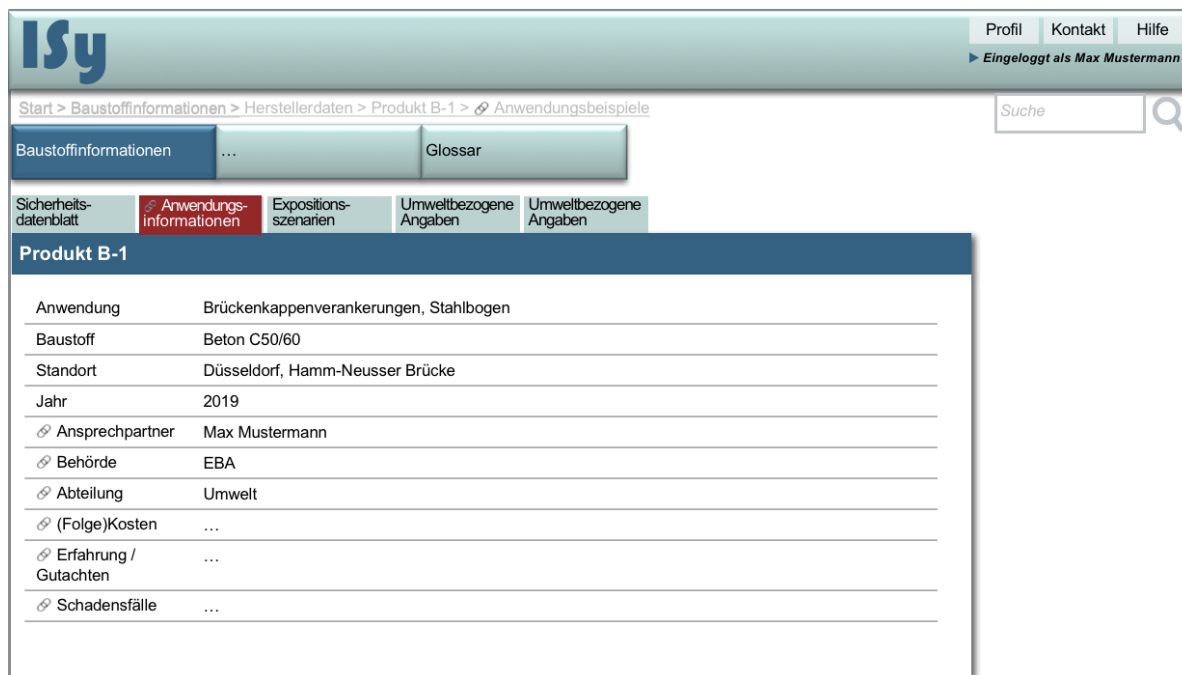 ISy
Profil Kontakt Hilfe
Eingeloggt als Max Mustermann
Start > Baustoffinformationen > Herstellerdaten > Produkt B-1 > Anwendungsbeispiele
Suche
Baustoffinformationen … Glossar
Sicherheits-
datenblatt
Anwendungs-
informationen
Expositions-
szenarien
Umweltbezogene
Angaben
Umweltbezogene
Angaben
Produkt B-1
Anwendung Brückenkappenverankerungen, Stahlbogen
Baustoff Beton C50/60
Standort Düsseldorf, Hamm-Neusser Brücke
Jahr 2019
Ansprechpartner Max Mustermann
Behörde EBA
Abteilung Umwelt
(Folge)Kosten …
Erfahrung / …
Gutachten
Schadensfälle …